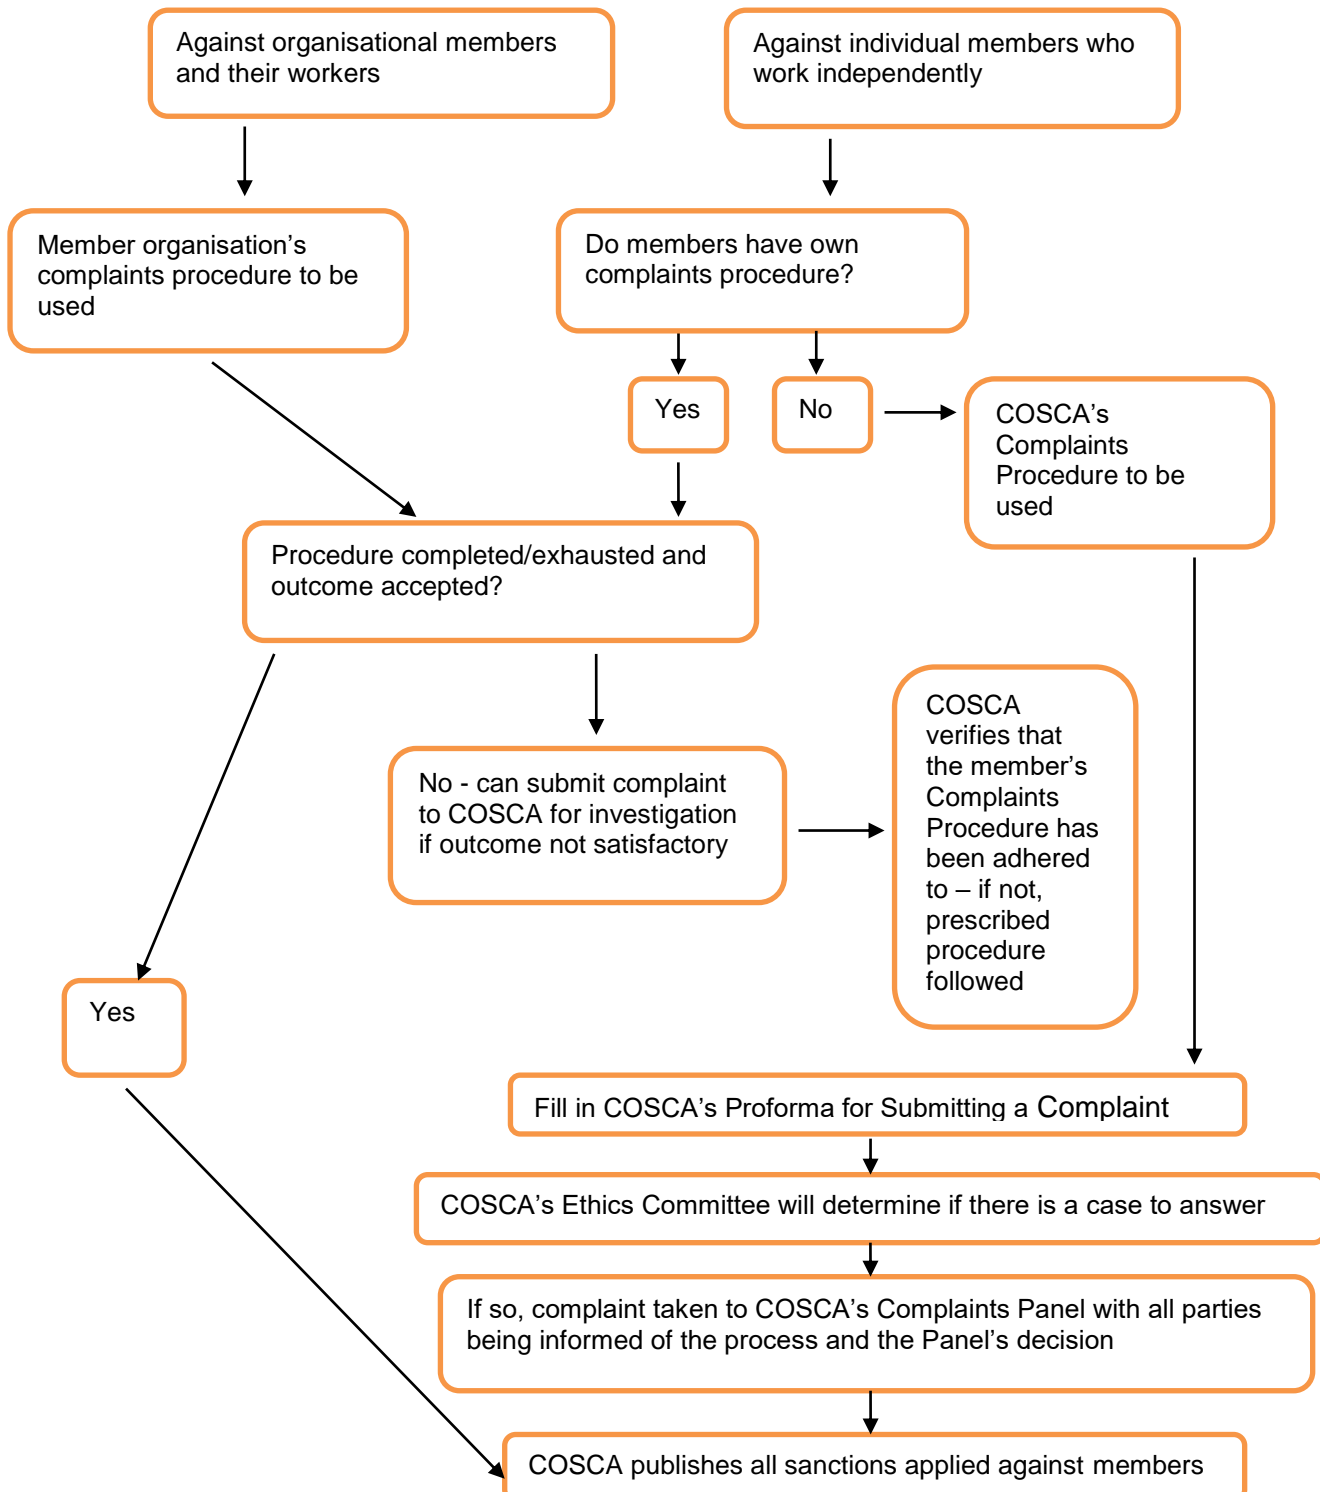 Against organisational members
and their workers
Against individual members who
work independently
Member organisation’s
complaints procedure to be
used
Do members have own
complaints procedure?
Yes
No
COSCA’s
Complaints
Procedure to be
used
Procedure completed/exhausted and
outcome accepted?
No - can submit complaint
to COSCA for investigation
if outcome not satisfactory
COSCA
verifies that
the member’s
Complaints
Procedure has
been adhered
to – if not,
prescribed
procedure
followed
Yes
Fill in COSCA’s Proforma for Submitting a Complaint
COSCA’s Ethics Committee will determine if there is a case to answer
If so, complaint taken to COSCA’s Complaints Panel with all parties
being informed of the process and the Panel’s decision
COSCA publishes all sanctions applied against members